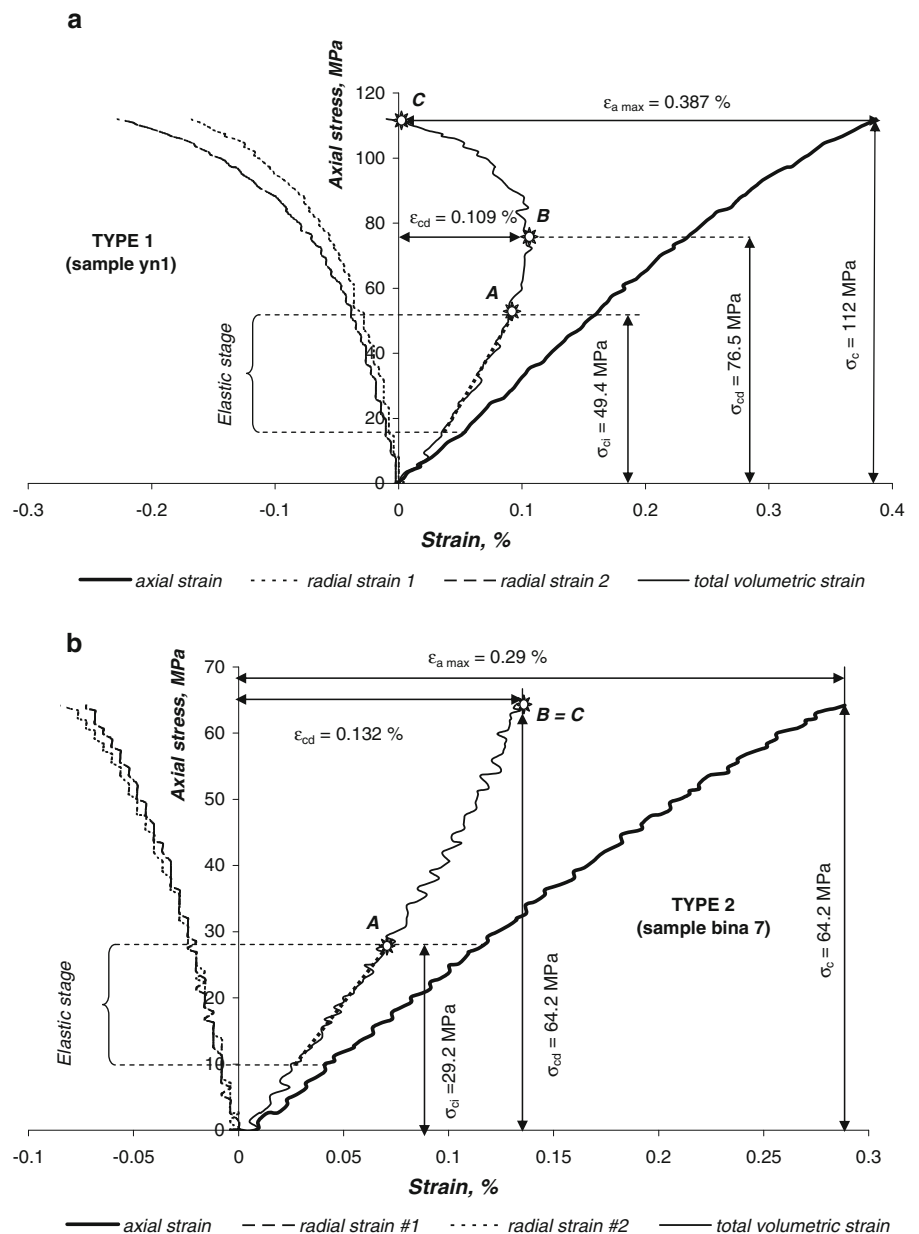 a
Axial stress, MPa
120
100
80
60
40
20
0
C
εa max = 0.387 %
εcd = 0.109 %
B
A
TYPE 1
(sample yn1)
Elastic stage
σci = 49.4 MPa
σcd = 76.5 MPa
σc = 112 MPa
-0.3 -0.2 -0.1 0 0.1 0.2 0.3 0.4
Strain, %
axial strain radial strain 1 radial strain 2 total volumetric strain
b
Axial stress, MPa
70
60
50
40
30
20
10
0
εa max = 0.29 %
εcd = 0.132 %
B = C
A
TYPE 2
(sample bina 7)
Elastic stage
σci =29.2 MPa
σcd = 64.2 MPa
σc = 64.2 MPa
-0.1 -0.05 0 0.05 0.1 0.15 0.2 0.25 0.3
Strain, %
axial strain radial strain #1 radial strain #2 total volumetric strain